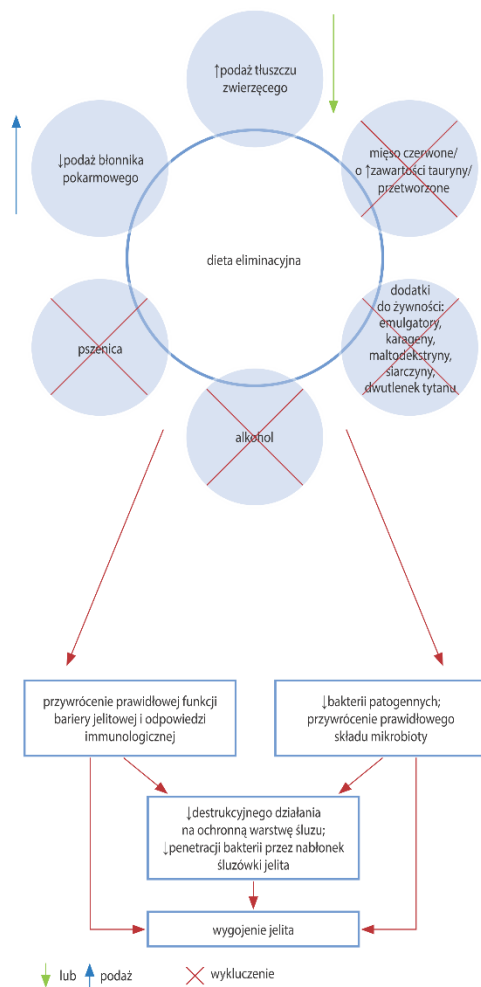 ↑podaż tłuszczu
zwierzęcego
↓podaż błonnika
pokarmowego
mięso czerwone/
o ↑zawartości tauryny/
przetworzone
dieta eliminacyjna
pszenica
dodatki
do żywności:
emulgatory,
karageny,
maltodekstryny,
siarczyny,
dwutlenek tytanu
alkohol
przywrócenie prawidłowej funkcji
bariery jelitowej i odpowiedzi
immunologicznej
↓bakterii patogennych;
przywrócenie prawidłowego
składu mikrobioty
↓destrukcyjnego działania
na ochronną warstwę śluzu;
↓penetracji bakterii przez nabłonek
śluzówki jelita
wygojenie jelita
↓ lub ↑ podaż
wykluczenie